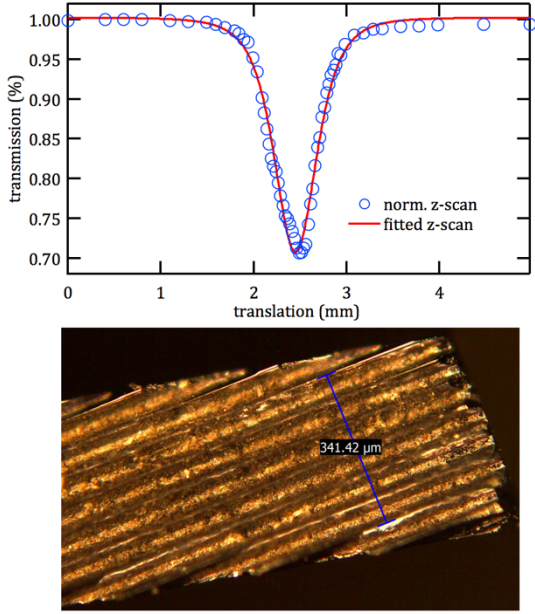 1.00
0.95
0.90
0.85
0.80
0.75
0.70
transmission (%)
norm. z-scan
fitted z-scan
0
1
2
3
4
translation (mm)
341.42 µm